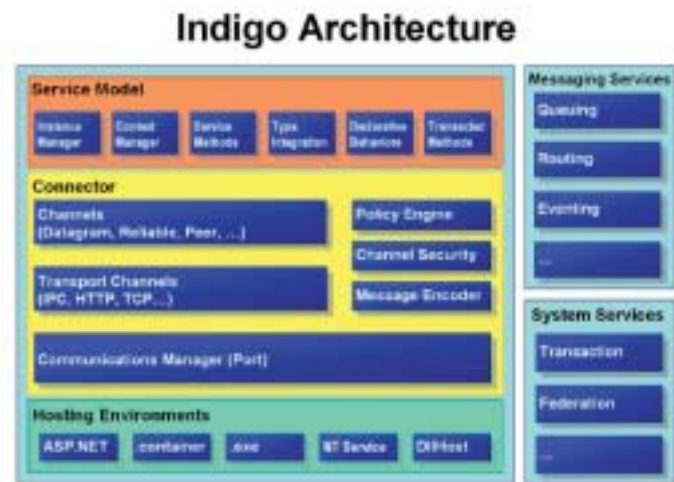 Indigo Architecture
Service Model
Instance Manager
Context Manager
Service Methods
Type Integration
Declarative Behaviors
Transacted Methods
Connector
Channels
(Datagram, Reliable, Peer, ...)
Policy Engine
Channel Security
Transport Channels
(IPC, HTTP, TCP...)
Message Encoder
Communications Manager (Port)
Hosting Environments
ASP.NET
.container
.exe
NT Service
DllHost
Messaging Services
Queuing
Routing
Eventing
...
System Services
Transaction
Federation
...